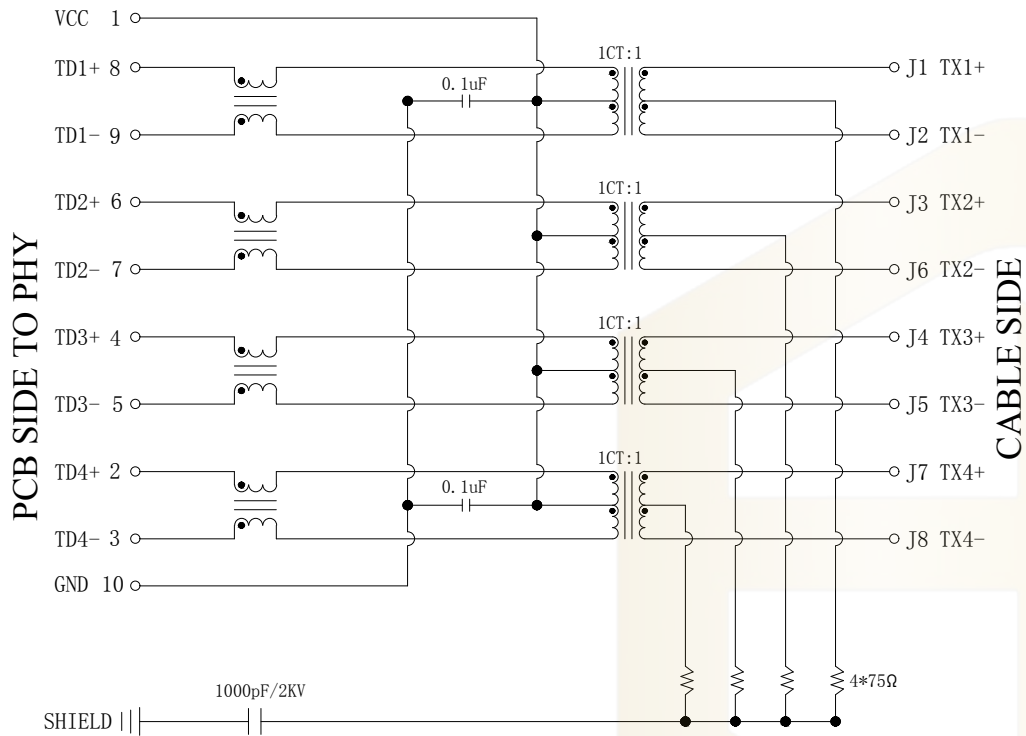 VCC 1
1CT:1
TD1+ 8
J1 TX1+
0.1uF
TD1- 9
J2 TX1-
1CT:1
TD2+ 6
J3 TX2+
TD2- 7
J6 TX2-
PCB SIDE TO PHY
CABLE SIDE
1CT:1
TD3+ 4
J4 TX3+
TD3- 5
J5 TX3-
1CT:1
TD4+ 2
J7 TX4+
0.1uF
TD4- 3
J8 TX4-
GND 10
4*75Ω
1000pF/2KV
SHIELD